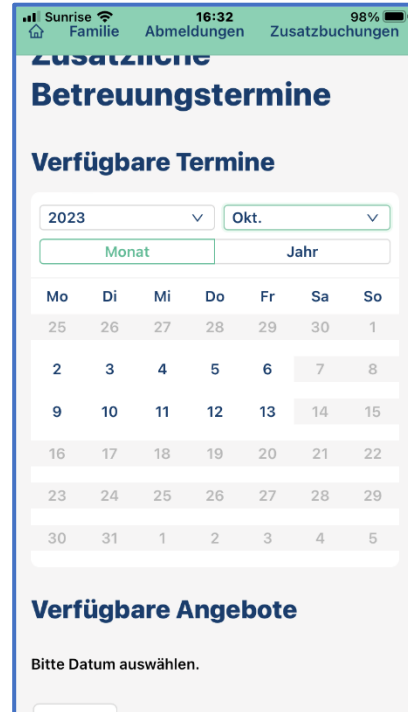 Sunrise 16:32 98%
Familie Abmeldungen Zusatzbuchungen
Zusätzliche
Betreuungstermine
Verfügbare Termine
2023 Okt.
Monat Jahr
Mo Di Mi Do Fr Sa So
25 26 27 28 29 30 1
2 3 4 5 6 7 8
9 10 11 12 13 14 15
16 17 18 19 20 21 22
23 24 25 26 27 28 29
30 31 1 2 3 4 5
Verfügbare Angebote
Bitte Datum auswählen.